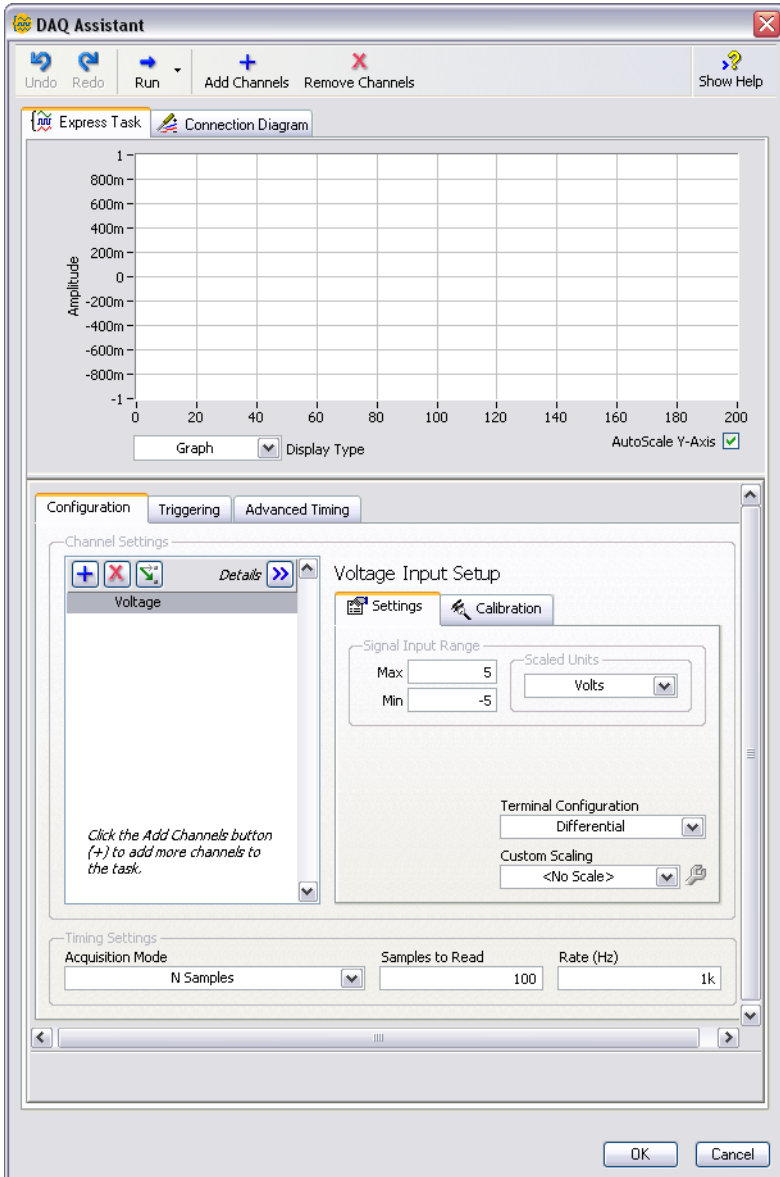 DAQ Assistant
Undo Redo Run Add Channels Remove Channels Show Help
Express Task Connection Diagram
Amplitude
1
800m
600m
400m
200m
0
-200m
-400m
-600m
-800m
-1
0 20 40 60 80 100 120 140 160 180 200
Graph Display Type AutoScale Y-Axis
Configuration Triggering Advanced Timing
Channel Settings
Details
Voltage
Click the Add Channels button
(+) to add more channels to
the task.
Voltage Input Setup
Settings Calibration
Signal Input Range
Max 5
Min -5
Scaled Units
Volts
Terminal Configuration
Differential
Custom Scaling
<No Scale>
Timing Settings
Acquisition Mode Samples to Read Rate (Hz)
N Samples 100 1k
OK Cancel